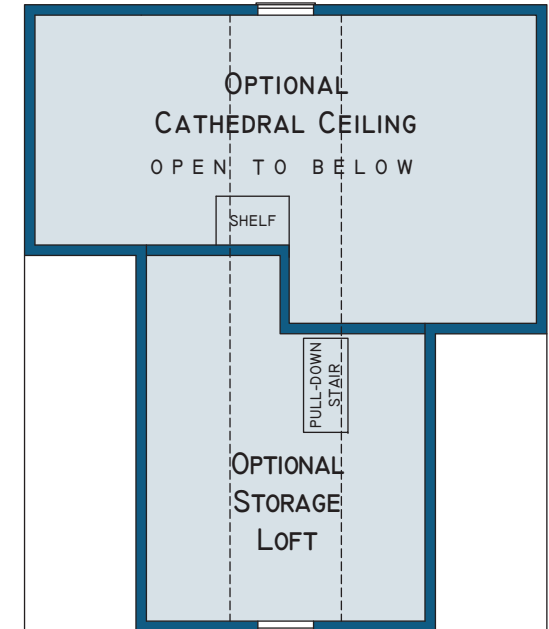 OPTIONAL
CATHEDRAL CEILING
OPEN TO BELOW
SHELF
PULL-DOWN
STAIR
OPTIONAL
STORAGE
LOFT